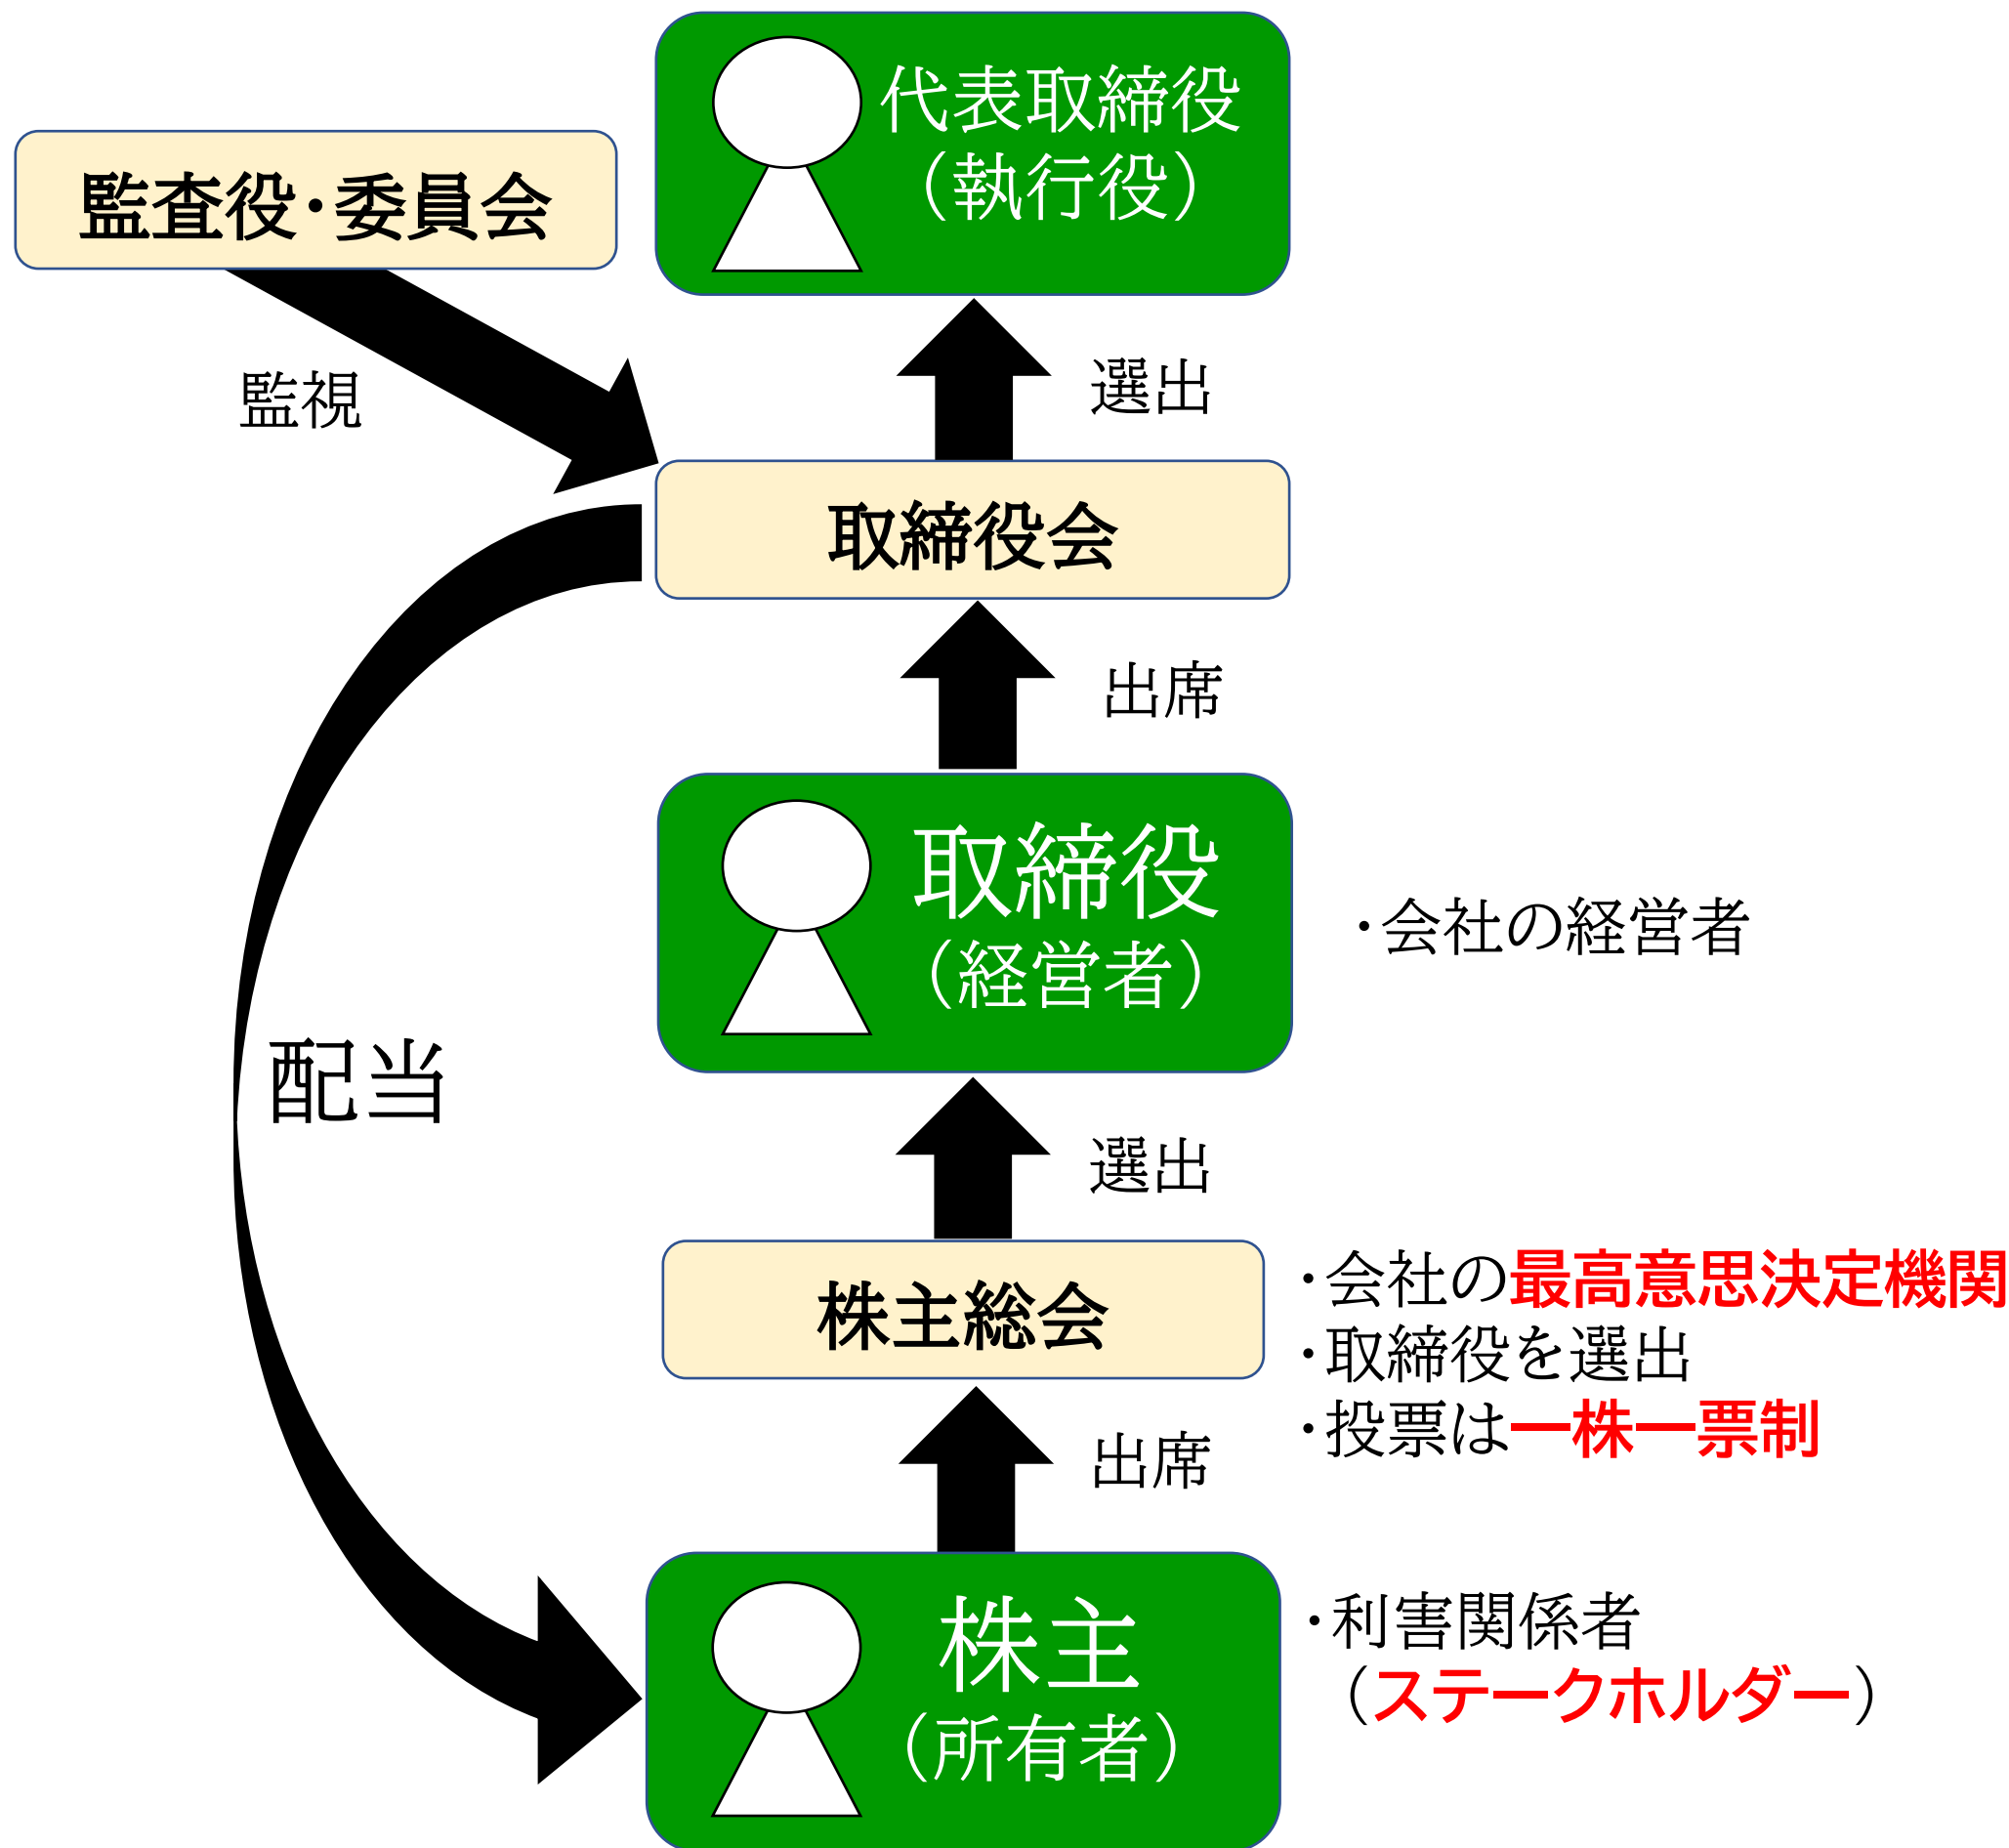 代表取締役
（執行役）
監査役・委員会
監視
選出
取締役会
出席
取締役
（経営者）
・会社の経営者
配当
選出
株主総会
・会社の最高意思決定機関
・取締役を選出
・投票は一株一票制
出席
株主
（所有者）
・利害関係者
（ステークホルダー）